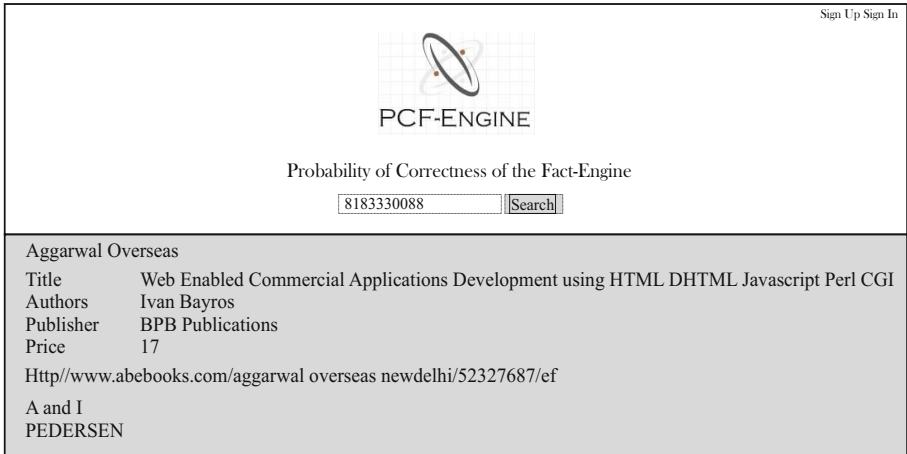 Sign Up Sign In
PCF-ENGINE
Probability of Correctness of the Fact-Engine
8183330088 Search
Aggarwal Overseas
Title Web Enabled Commercial Applications Development using HTML DHTML Javascript Perl CGI
Authors Ivan Bayros
Publisher BPB Publications
Price 17
Http//www.abebooks.com/aggarwal overseas newdelhi/52327687/ef
A and I
PEDERSEN